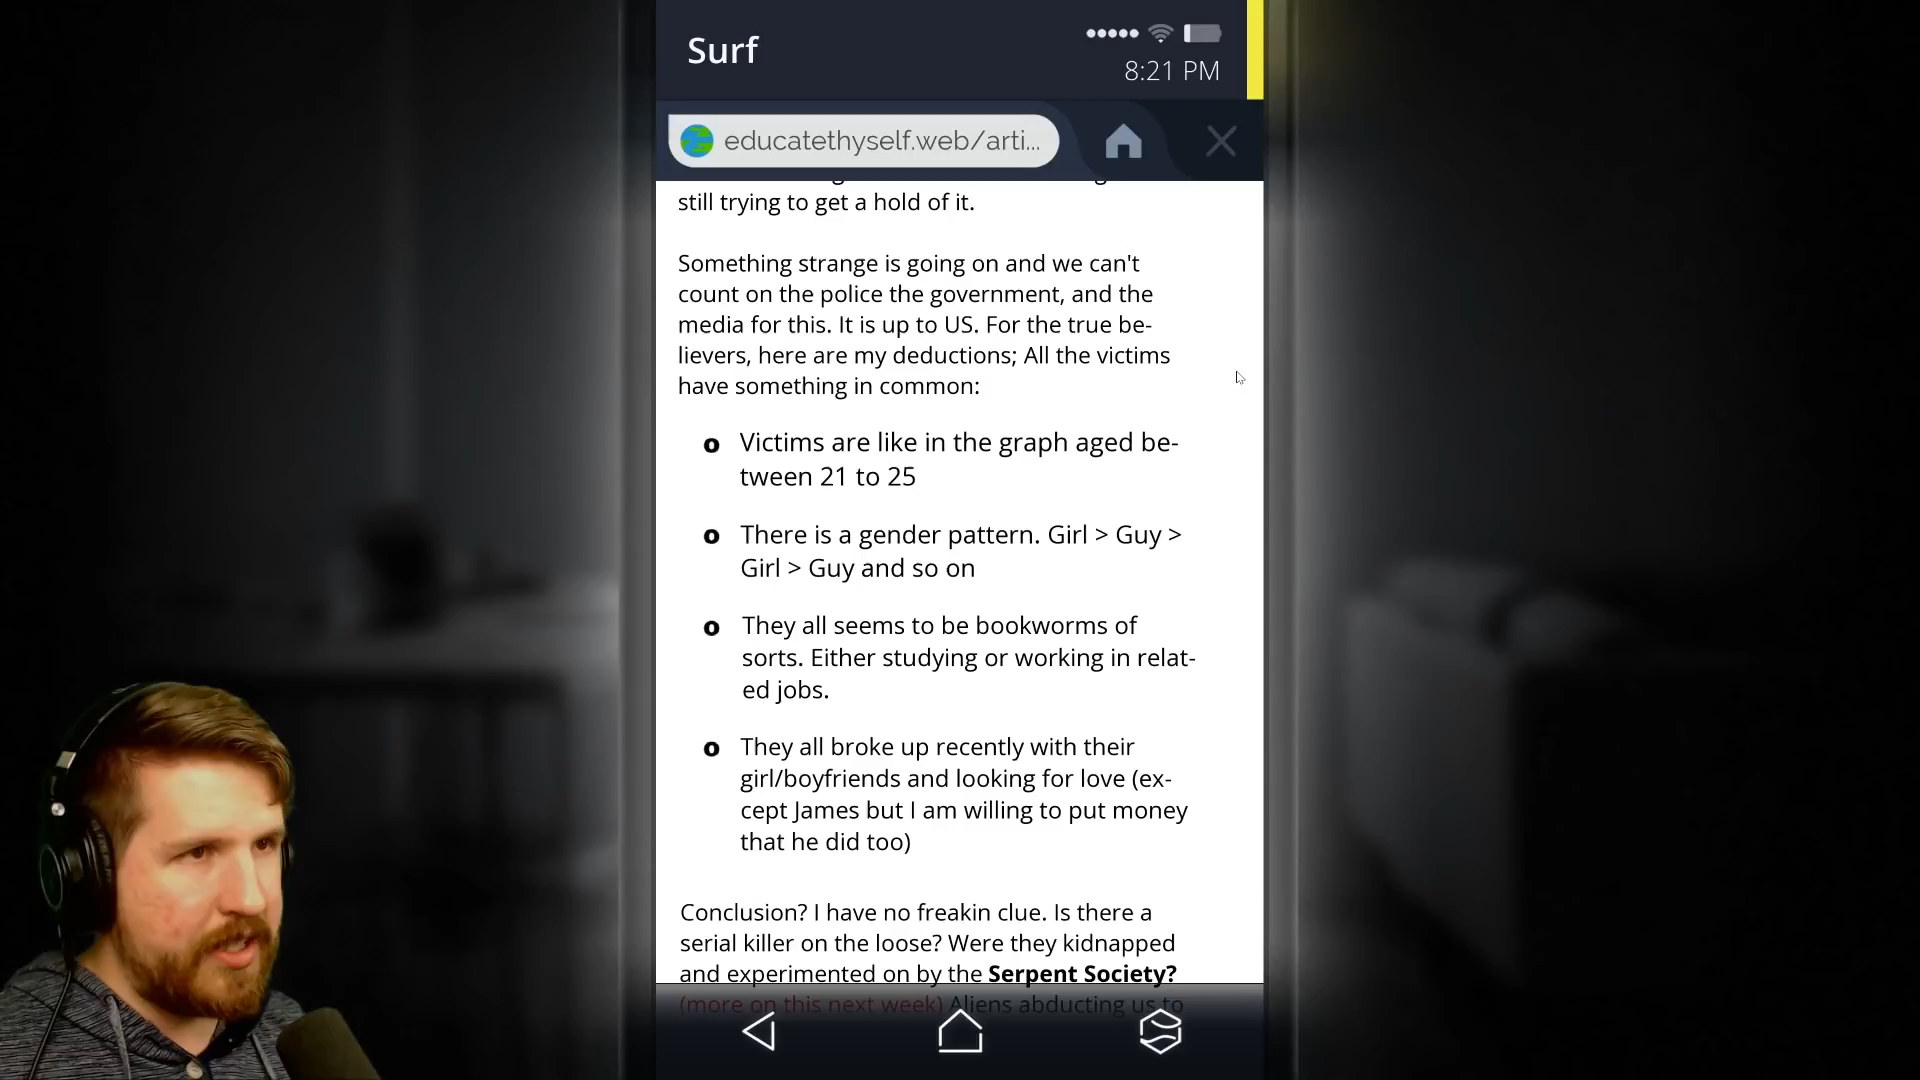 Surf
8:21 PM
educatethyself.web/arti...
still trying to get a hold of it.
Something strange is going on and we can't
count on the police the government, and the
media for this. It is up to US. For the true be-
lievers, here are my deductions; All the victims
have something in common:
o Victims are like in the graph aged be-
tween 21 to 25
o There is a gender pattern. Girl > Guy >
Girl > Guy and so on
o They all seems to be bookworms of
sorts. Either studying or working in relat-
ed jobs.
o They all broke up recently with their
girl/boyfriends and looking for love (ex-
cept James but I am willing to put money
that he did too)
Conclusion? I have no freakin clue. Is there a
serial killer on the loose? Were they kidnapped
and experimented on by the Serpent Society?
(more on this next week) Aliens abducting us to